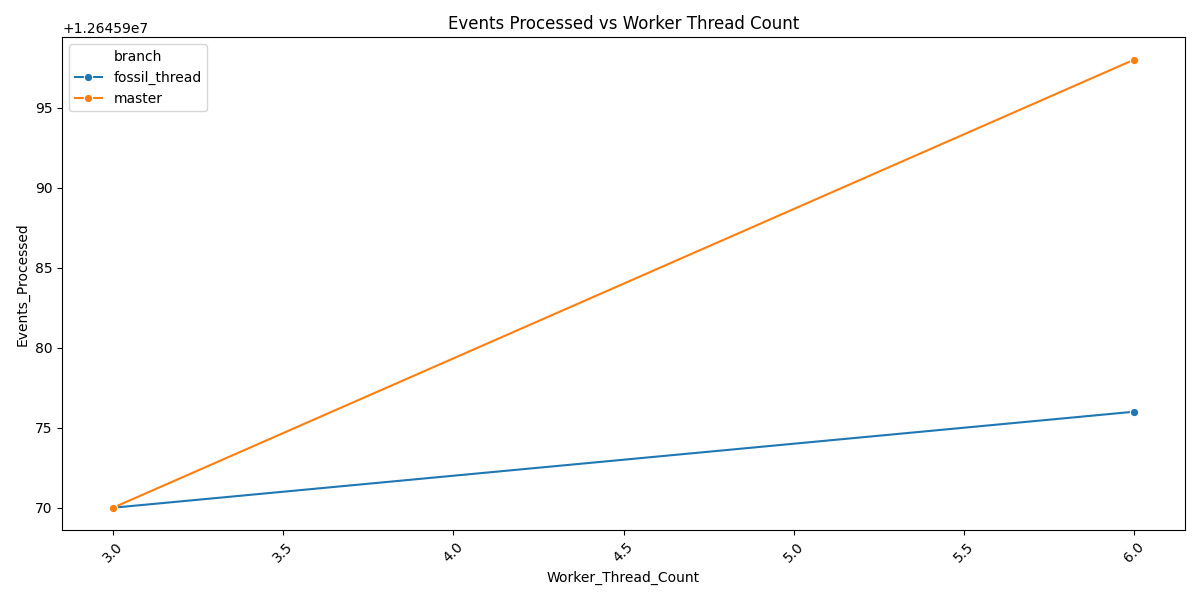 Events Processed vs Worker Thread Count
+1.26459e7
branch
fossil_thread
master
95
90
85
80
75
70
Events_Processed
3.0
3.5
4.0
4.5
5.0
5.5
6.0
Worker_Thread_Count